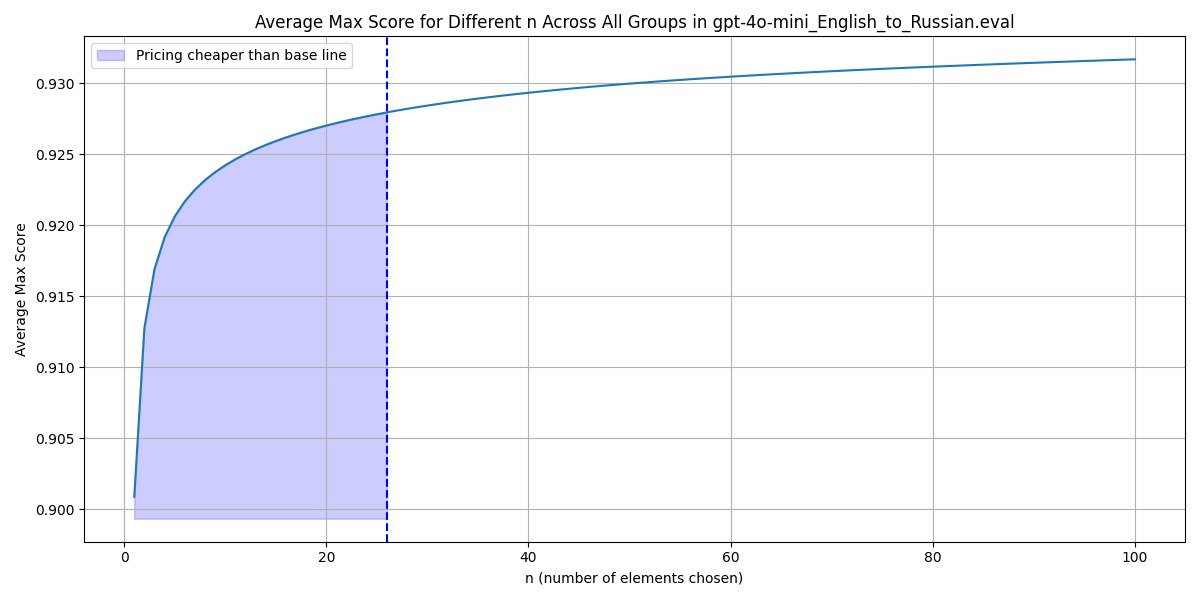 Average Max Score for Different n Across All Groups in gpt-4o-mini_English_to_Russian.eval
Pricing cheaper than base line
Average Max Score
0.930
0.925
0.920
0.915
0.910
0.905
0.900
0 20 40 60 80 100
n (number of elements chosen)